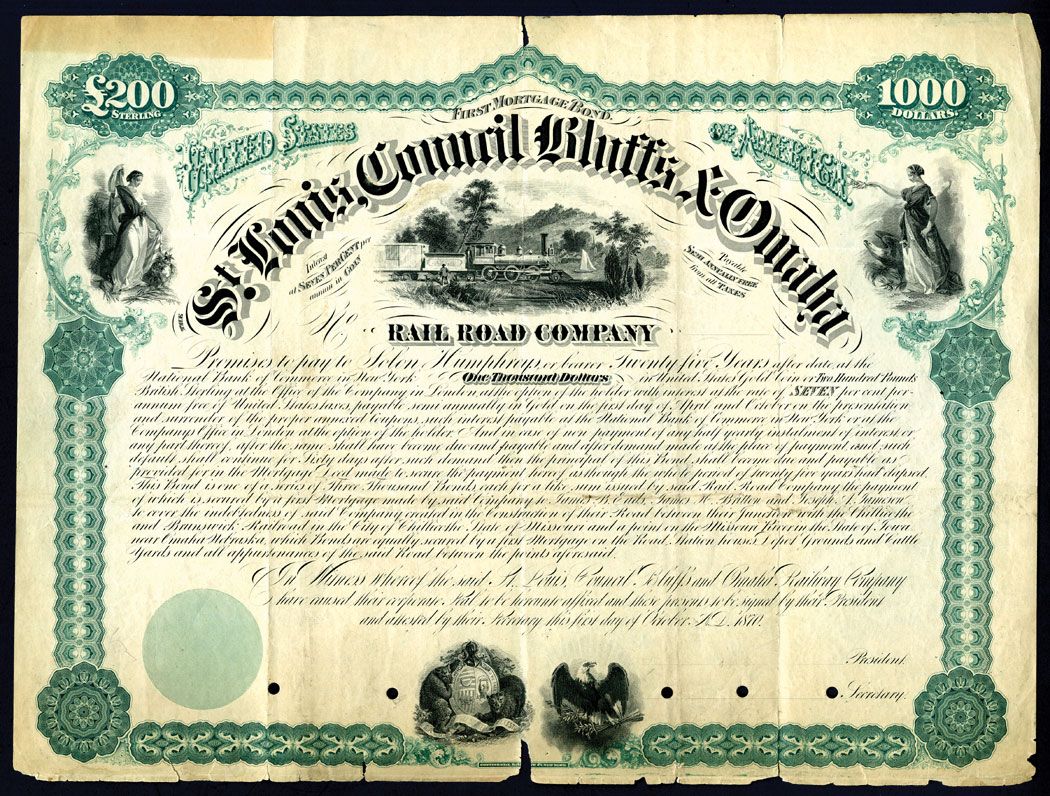 £200
STERLING
1000
DOLLARS.
FIRST MORTGAGE BOND.
UNITED STATES
OF AMERICA.
THE
St. Louis, Council Bluffs & Omaha
Interest
at SEVEN PER CENT per
annum in COIN
Payable
SEMI ANNUALLY FREE
from all TAXES
No
RAIL ROAD COMPANY
Promises to pay to Solon Humphreys or bearer Twenty five Years after date, at the
National Bank of Commerce in New York One Thousand Dollars in United States Gold Coin or Two Hundred Pounds
British Sterling at the Office of the Company in London at the option of the holder with interest at the rate of SEVEN per cent per
annum free of United States taxes, payable semi annually in Gold on the first day of April and October on the presentation
and surrender of the proper annexed Coupons, such interest payable at the National Bank of Commerce in New York or at the
Companys Office in London at the option of the holder And in case of non payment of any half yearly instalment of interest or
any part thereof, after the same shall have become due and payable and after demand made at the place of payment and such
default shall continue for Sixty days after such demand then the principal of this Bond shall become due and payable as
provided for in the Mortgage Deed made to secure the payment hereof as though the whole period of twenty five years had elapsed.
This Bond is one of a series of Three Thousand Bonds, each for a like sum issued by said Rail Road Company, the payment
of which is secured by a first Mortgage made by said Company to James B. Eads, James H. Britton and Joseph S. Jameson
to cover the indebtedness of said Company created in the Construction of their Road between their Junction with the Chillicothe
and Brunswick Railroad in the City of Chillicothe State of Missouri and a point on the Missouri River in the State of Iowa
near Omaha Nebraska, which Bonds are equally secured by a first Mortgage on the Road, Station houses, Depot Grounds and Cattle
Yards and all appurtenances of the said Road between the points aforesaid.
In Witness whereof the said St. Louis, Council Bluffs and Omaha Railway Company
have caused their corporate Seal to be hereunto affixed and these presents to be signed by their President
and attested by their Secretary this first day of October, A.D. 1870.
President.
Secretary.